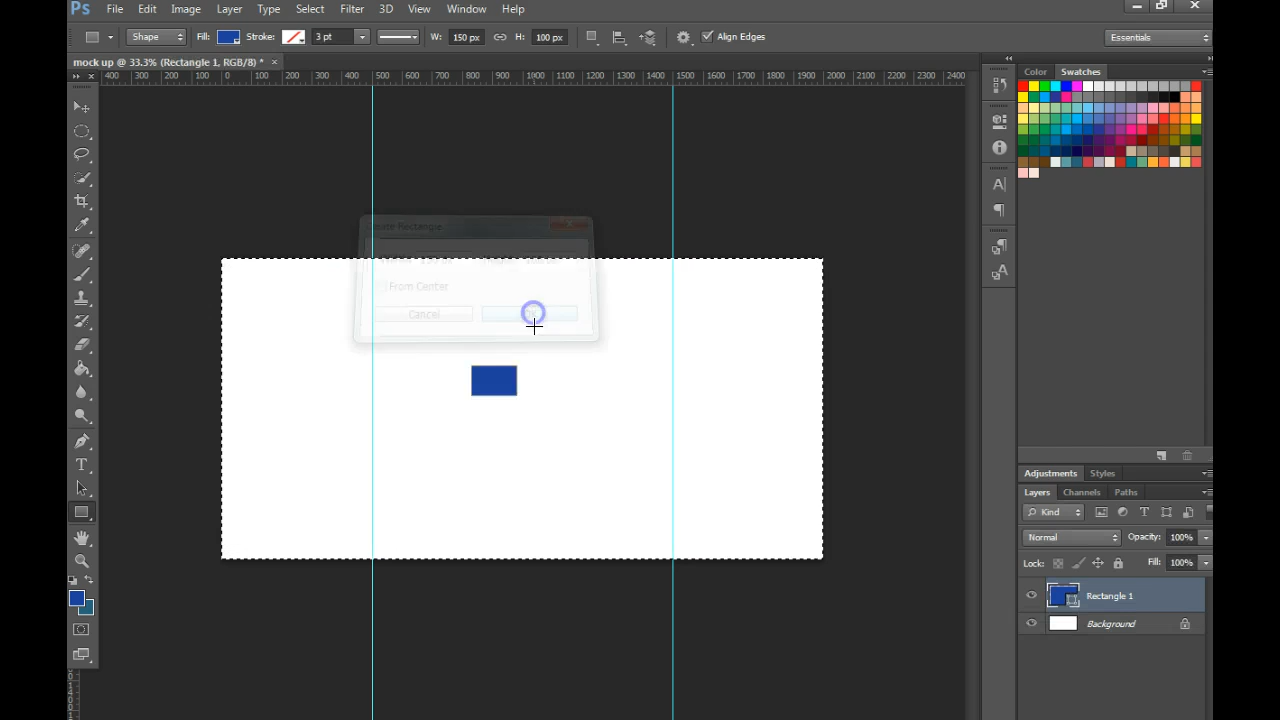 Ps File Edit Image Layer Type Select Filter 3D View Window Help
Shape Fill: Stroke: 3 pt W: 150 px H: 100 px Align Edges Essentials
mock up @ 33.3% (Rectangle 1, RGB/8) * ×
400 300 200 100 0 100 200 300 400 500 600 700 800 900 1000 1100 1200 1300 1400 1500 1600 1700 1800 1900 2000 2100 2200 2300 2400
Color Swatches
Create Rectangle
From Center
Cancel
Adjustments Styles
Layers Channels Paths
Kind
Normal Opacity: 100%
Lock: Fill: 100%
Rectangle 1
Background